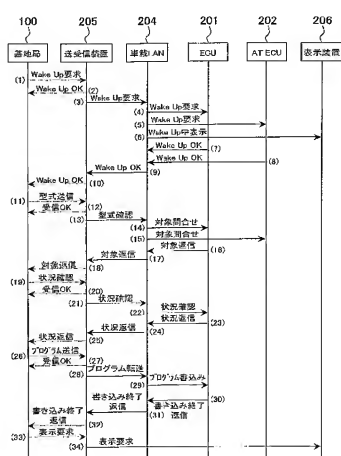 100 205 204 201 202 206
基地局 送受信装置 車載LAN ECU AT ECU 表示装置
(1) Wake Up要求
Wake Up OK (2)
(3) Wake Up要求
(4) Wake Up要求
(5) Wake Up要求
(6) Wake Up中表示
Wake Up OK (7)
Wake Up OK (8)
Wake Up OK (9)
Wake Up OK (10)
(11) 型式送信
受信OK (12)
(13) 型式確認
(14) 対象問合せ
(15) 対象問合せ
対象返信 (16)
対象返信 (17)
対象返信 (18)
(19) 状況確認
受信OK (20)
(21) 状況確認
(22) 状況確認
状況返信 (23)
状況返信 (24)
状況返信 (25)
(26) プログラム送信
受信OK (27)
(28) プログラム転送
(29) プログラム書込み
(30)
書き込み終了返信 書き込み終了返信 (31)
書き込み終了返信 (32)
(33) 表示要求
(34) 表示要求